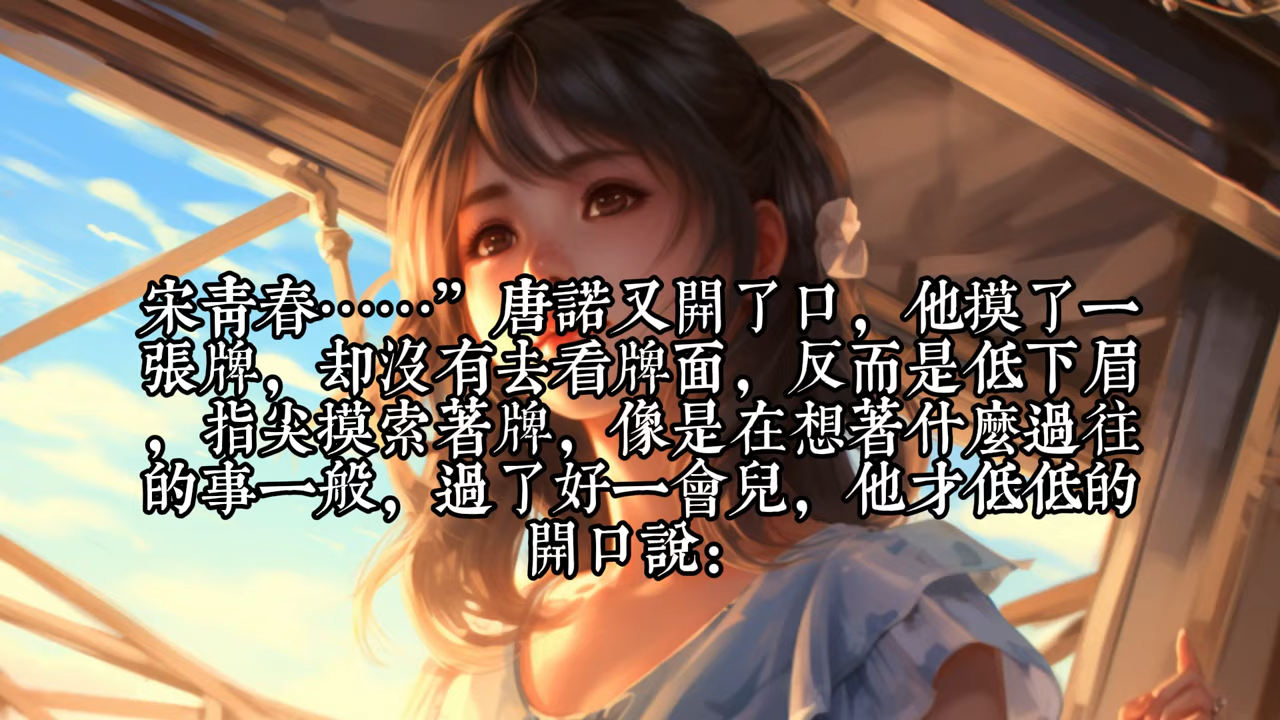 宋青春……”唐諾又開了口，他摸了一
張牌，却沒有去看牌面，反而是低下眉
，指尖摸索著牌，像是在想著什麼過往
的事一般，過了好一會兒，他才低低的
開口說：